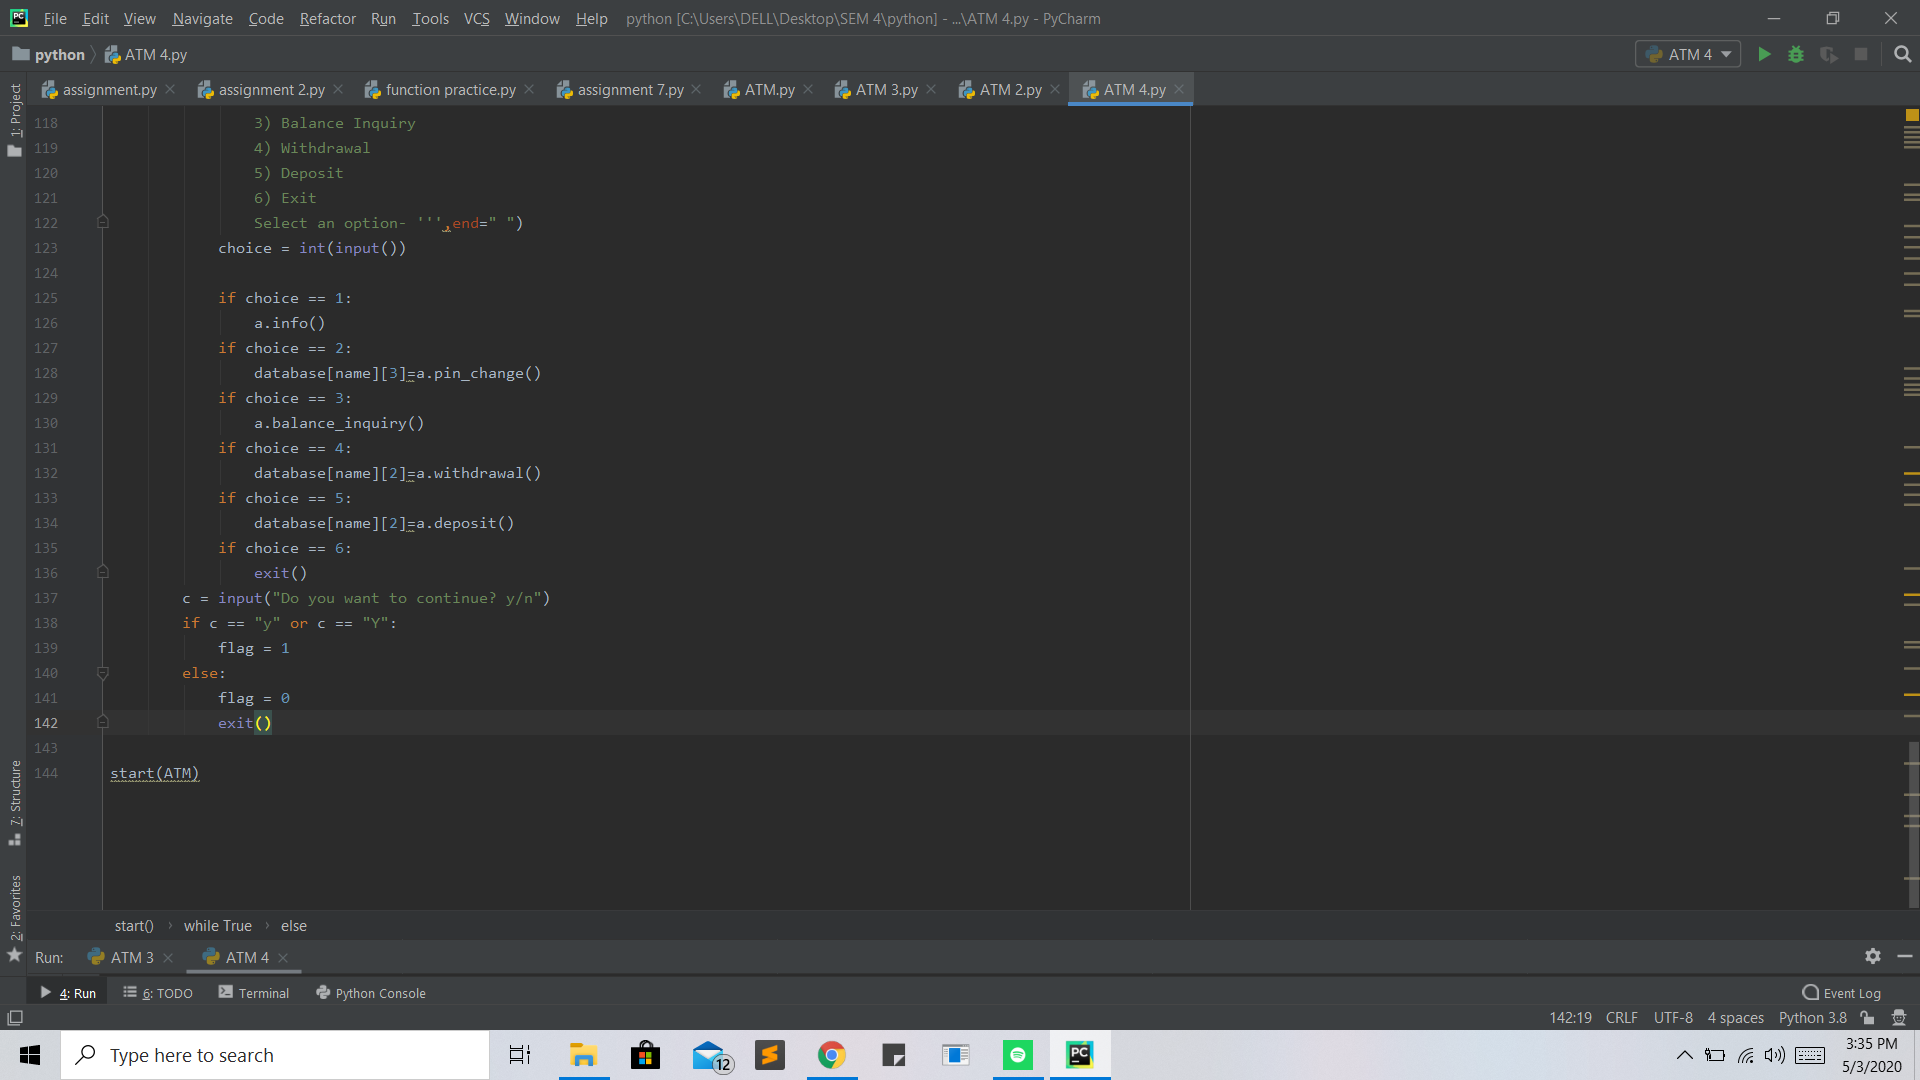 File Edit View Navigate Code Refactor Run Tools VCS Window Help python [C:\Users\DELL\Desktop\SEM 4\python] - ...\ATM 4.py - PyCharm
python ATM 4.py ATM 4
assignment.py assignment 2.py function practice.py assignment 7.py ATM.py ATM 3.py ATM 2.py ATM 4.py
1: Project
118 3) Balance Inquiry
119 4) Withdrawal
120 5) Deposit
121 6) Exit
122 Select an option- ''',end=" ")
123 choice = int(input())
124
125 if choice == 1:
126 a.info()
127 if choice == 2:
128 database[name][3]=a.pin_change()
129 if choice == 3:
130 a.balance_inquiry()
131 if choice == 4:
132 database[name][2]=a.withdrawal()
133 if choice == 5:
134 database[name][2]=a.deposit()
135 if choice == 6:
136 exit()
137 c = input("Do you want to continue? y/n")
138 if c == "y" or c == "Y":
139 flag = 1
140 else:
141 flag = 0
142 exit()
143
144 start(ATM)
7: Structure
2: Favorites
start() while True else
Run: ATM 3 ATM 4
4: Run 6: TODO Terminal Python Console Event Log
142:19 CRLF UTF-8 4 spaces Python 3.8
Type here to search 12 PC 3:35 PM
5/3/2020